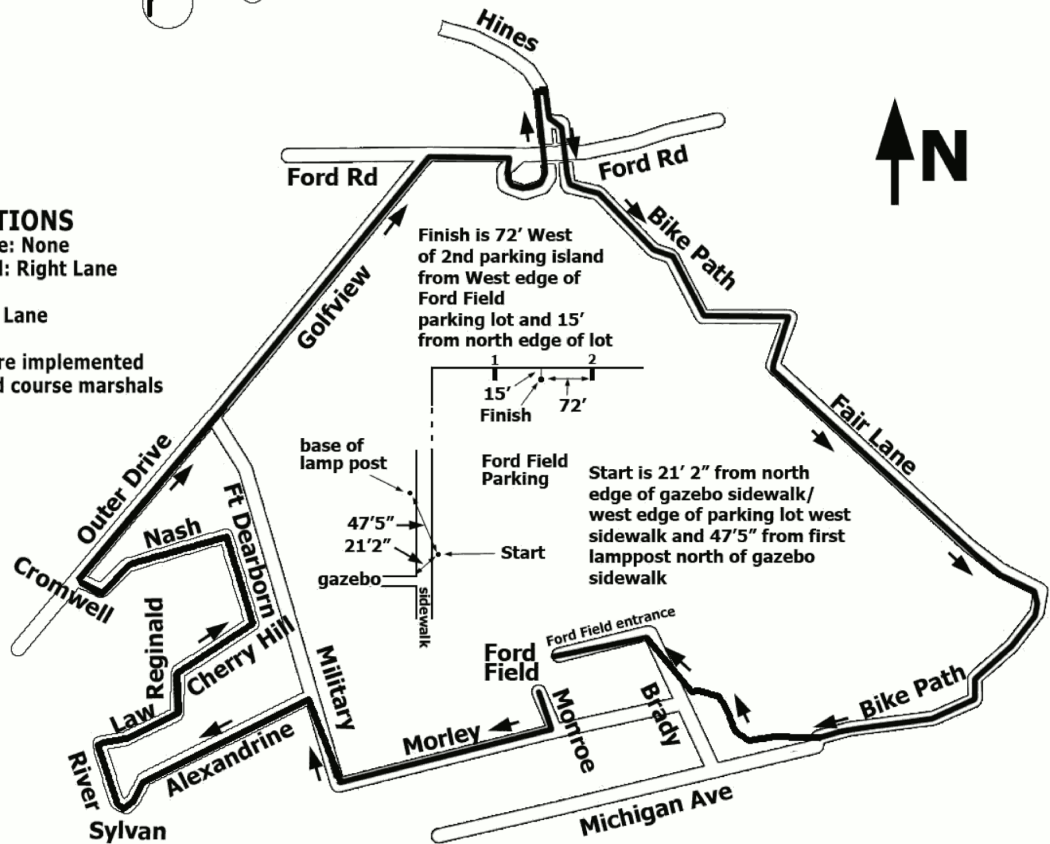 Hines
N
Ford Rd
Ford Rd
Bike Path
TIONS
e: None
l: Right Lane
Lane
re implemented
d course marshals
Finish is 72’ West
of 2nd parking island
from West edge of
Ford Field
parking lot and 15’
from north edge of lot
Golfview
1
2
15’
72’
Finish
Fair Lane
Outer Drive
base of
lamp post
Ford Field
Parking
Start is 21’ 2” from north
edge of gazebo sidewalk/
west edge of parking lot west
sidewalk and 47’5” from first
lamppost north of gazebo
sidewalk
Ft Dearborn
Nash
47’5”
21’2”
Start
gazebo
sidewalk
Cromwell
Reginald
Cherry Hill
Ford Field entrance
Ford
Field
Military
Law
Alexandrine
Morley
Monroe
Brady
Bike Path
River
Sylvan
Michigan Ave